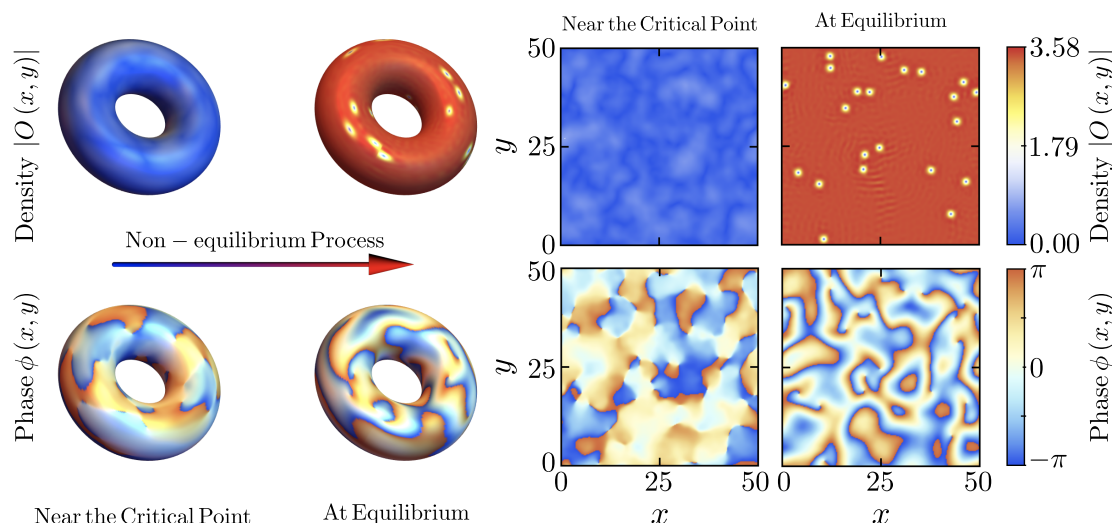 Near the Critical Point
At Equilibrium
Density |O (x, y)|
Non − equilibrium Process
Phase ϕ (x, y)
Near the Critical Point
At Equilibrium
50
25
0
y
3.58
1.79
0.00
Density |O (x, y)|
50
25
0
y
0
25
50
x
0
25
50
x
π
0
−π
Phase ϕ (x, y)